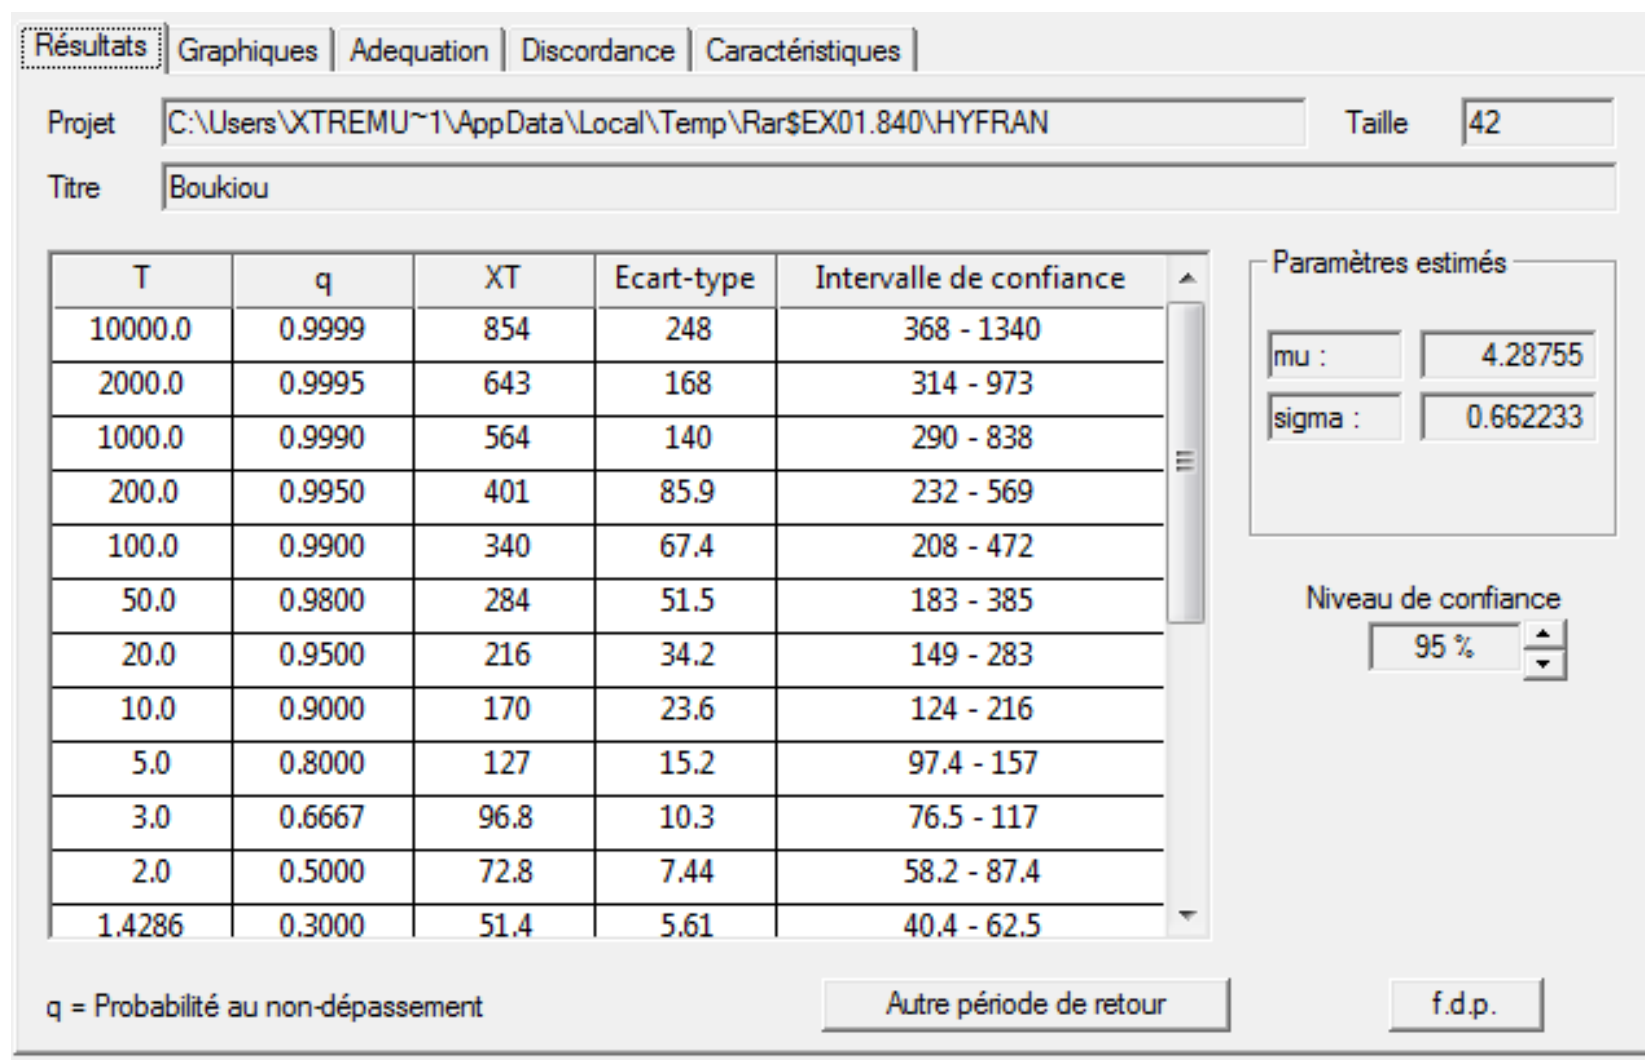 Résultats Graphiques Adequation Discordance Caractéristiques
Projet C:\Users\XTREMU~1\AppData\Local\Temp\Rar$EX01.840\HYFRAN Taille 42
Titre Boukiou
T q XT Ecart-type Intervalle de confiance
10000.0 0.9999 854 248 368 - 1340
2000.0 0.9995 643 168 314 - 973
1000.0 0.9990 564 140 290 - 838
200.0 0.9950 401 85.9 232 - 569
100.0 0.9900 340 67.4 208 - 472
50.0 0.9800 284 51.5 183 - 385
20.0 0.9500 216 34.2 149 - 283
10.0 0.9000 170 23.6 124 - 216
5.0 0.8000 127 15.2 97.4 - 157
3.0 0.6667 96.8 10.3 76.5 - 117
2.0 0.5000 72.8 7.44 58.2 - 87.4
1.4286 0.3000 51.4 5.61 40.4 - 62.5
Paramètres estimés
mu : 4.28755
sigma : 0.662233
Niveau de confiance
95 %
q = Probabilité au non-dépassement Autre période de retour f.d.p.